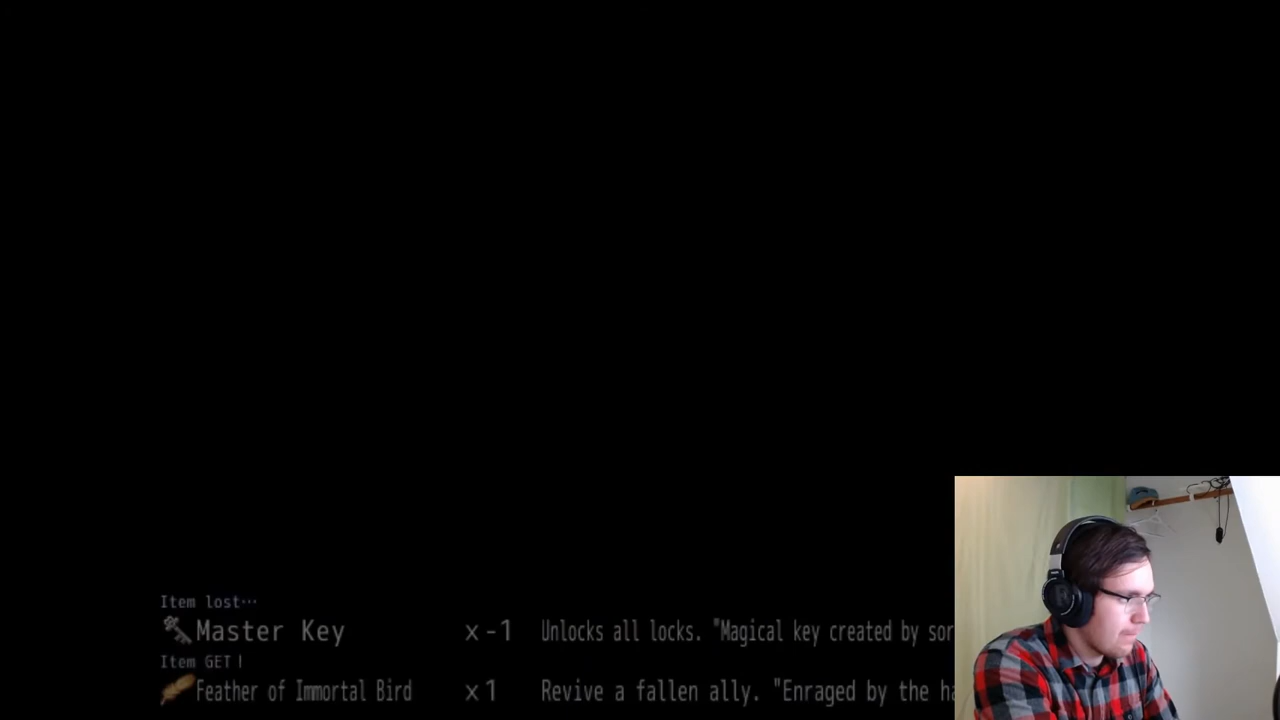 Item lost…
Master Key x-1 Unlocks all locks. "Magical key created by sor
Item GET!
Feather of Immortal Bird x1 Revive a fallen ally. "Enraged by the ha